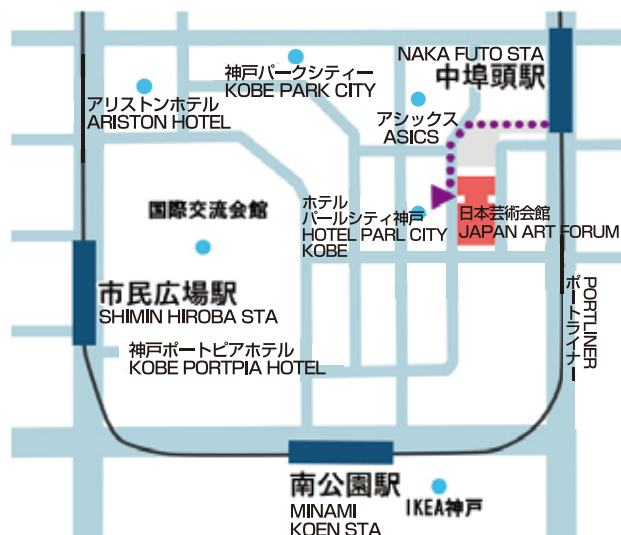 NAKA FUTO STA
中埠頭駅
神戸パークシティー
KOBE PARK CITY
アリストンホテル
ARISTON HOTEL
アシックス
ASICS
国際交流会館
ホテル
パールシティ神戸
HOTEL PARL CITY
KOBE
日本芸術会館
JAPAN ART FORUM
市民広場駅
SHIMIN HIROBA STA
PORTLINER
ポートライナー
神戸ポートピアホテル
KOBE PORTPIA HOTEL
南公園駅
MINAMI
KOEN STA
IKEA神戸